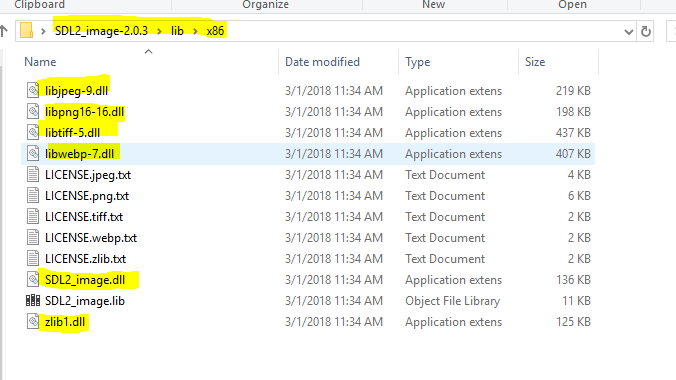 Clipboard Organize New Open
SDL2_image-2.0.3 lib x86
Name Date modified Type Size
libjpeg-9.dll 3/1/2018 11:34 AM Application extens 219 KB
libpng16-16.dll 3/1/2018 11:34 AM Application extens 198 KB
libtiff-5.dll 3/1/2018 11:34 AM Application extens 437 KB
libwebp-7.dll 3/1/2018 11:34 AM Application extens 407 KB
LICENSE.jpeg.txt 3/1/2018 11:34 AM Text Document 4 KB
LICENSE.png.txt 3/1/2018 11:34 AM Text Document 6 KB
LICENSE.tiff.txt 3/1/2018 11:34 AM Text Document 2 KB
LICENSE.webp.txt 3/1/2018 11:34 AM Text Document 2 KB
LICENSE.zlib.txt 3/1/2018 11:34 AM Text Document 2 KB
SDL2_image.dll 3/1/2018 11:34 AM Application extens 136 KB
SDL2_image.lib 3/1/2018 11:34 AM Object File Library 11 KB
zlib1.dll 3/1/2018 11:34 AM Application extens 125 KB